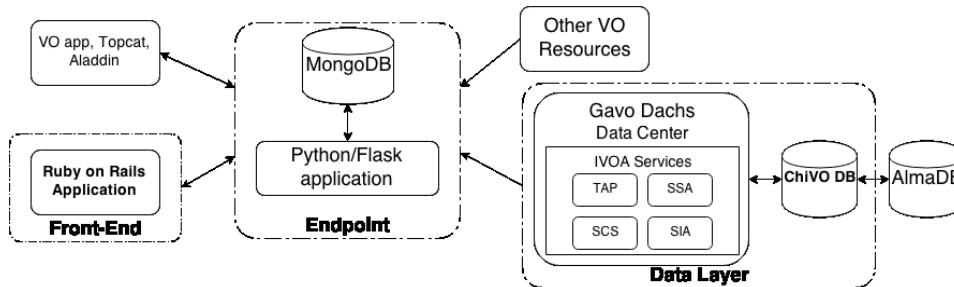 VO app, Topcat,
Aladdin
Ruby on Rails
Application
Front-End
MongoDB
Python/Flask
application
Endpoint
Other VO
Resources
Gavo Dachs
Data Center
IVOA Services
TAP
SSA
SCS
SIA
ChiVO DB
Data Layer
AlmaDB